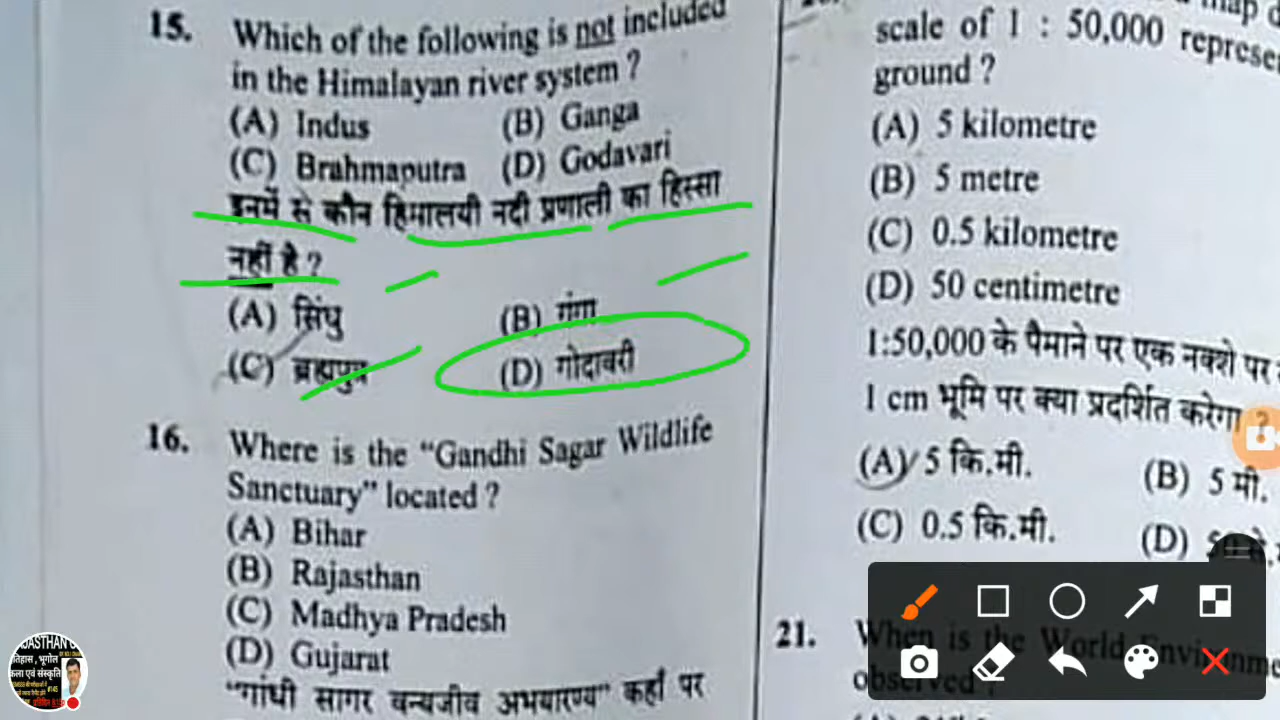 15. Which of the following is not included
in the Himalayan river system ?
(A) Indus (B) Ganga
(C) Brahmaputra (D) Godavari
इनमें से कौन हिमालयी नदी प्रणाली का हिस्सा
नहीं है ?
(A) सिंधु (B) गंगा
(C) ब्रह्मपुत्र (D) गोदावरी
16. Where is the “Gandhi Sagar Wildlife
Sanctuary” located ?
(A) Bihar
(B) Rajasthan
(C) Madhya Pradesh
(D) Gujarat
“गांधी सागर वन्यजीव अभयारण्य” कहाँ पर
map
scale of 1 : 50,000
ground ?
(A) 5 kilometre
(B) 5 metre
(C) 0.5 kilometre
(D) 50 centimetre
1:50,000 के पैमाने पर एक नक्शे पर
1 cm भूमि पर क्या प्रदर्शित करेगा ?
(A) 5 कि.मी. (B) 5 मी.
(C) 0.5 कि.मी. (D)
21. When is the World
observed ?